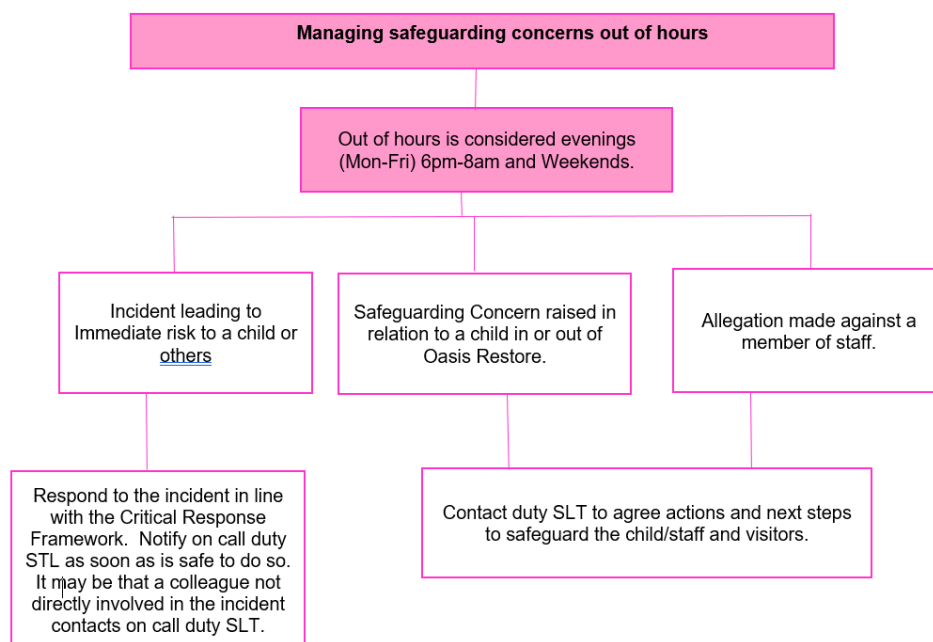 Managing safeguarding concerns out of hours
Out of hours is considered evenings
(Mon-Fri) 6pm-8am and Weekends.
Incident leading to
Immediate risk to a child or
others
Safeguarding Concern raised in
relation to a child in or out of
Oasis Restore.
Allegation made against a
member of staff.
Respond to the incident in line
with the Critical Response
Framework.  Notify on call duty
STL as soon as is safe to do so.
It may be that a colleague not
directly involved in the incident
contacts on call duty SLT.
Contact duty SLT to agree actions and next steps
to safeguard the child/staff and visitors.